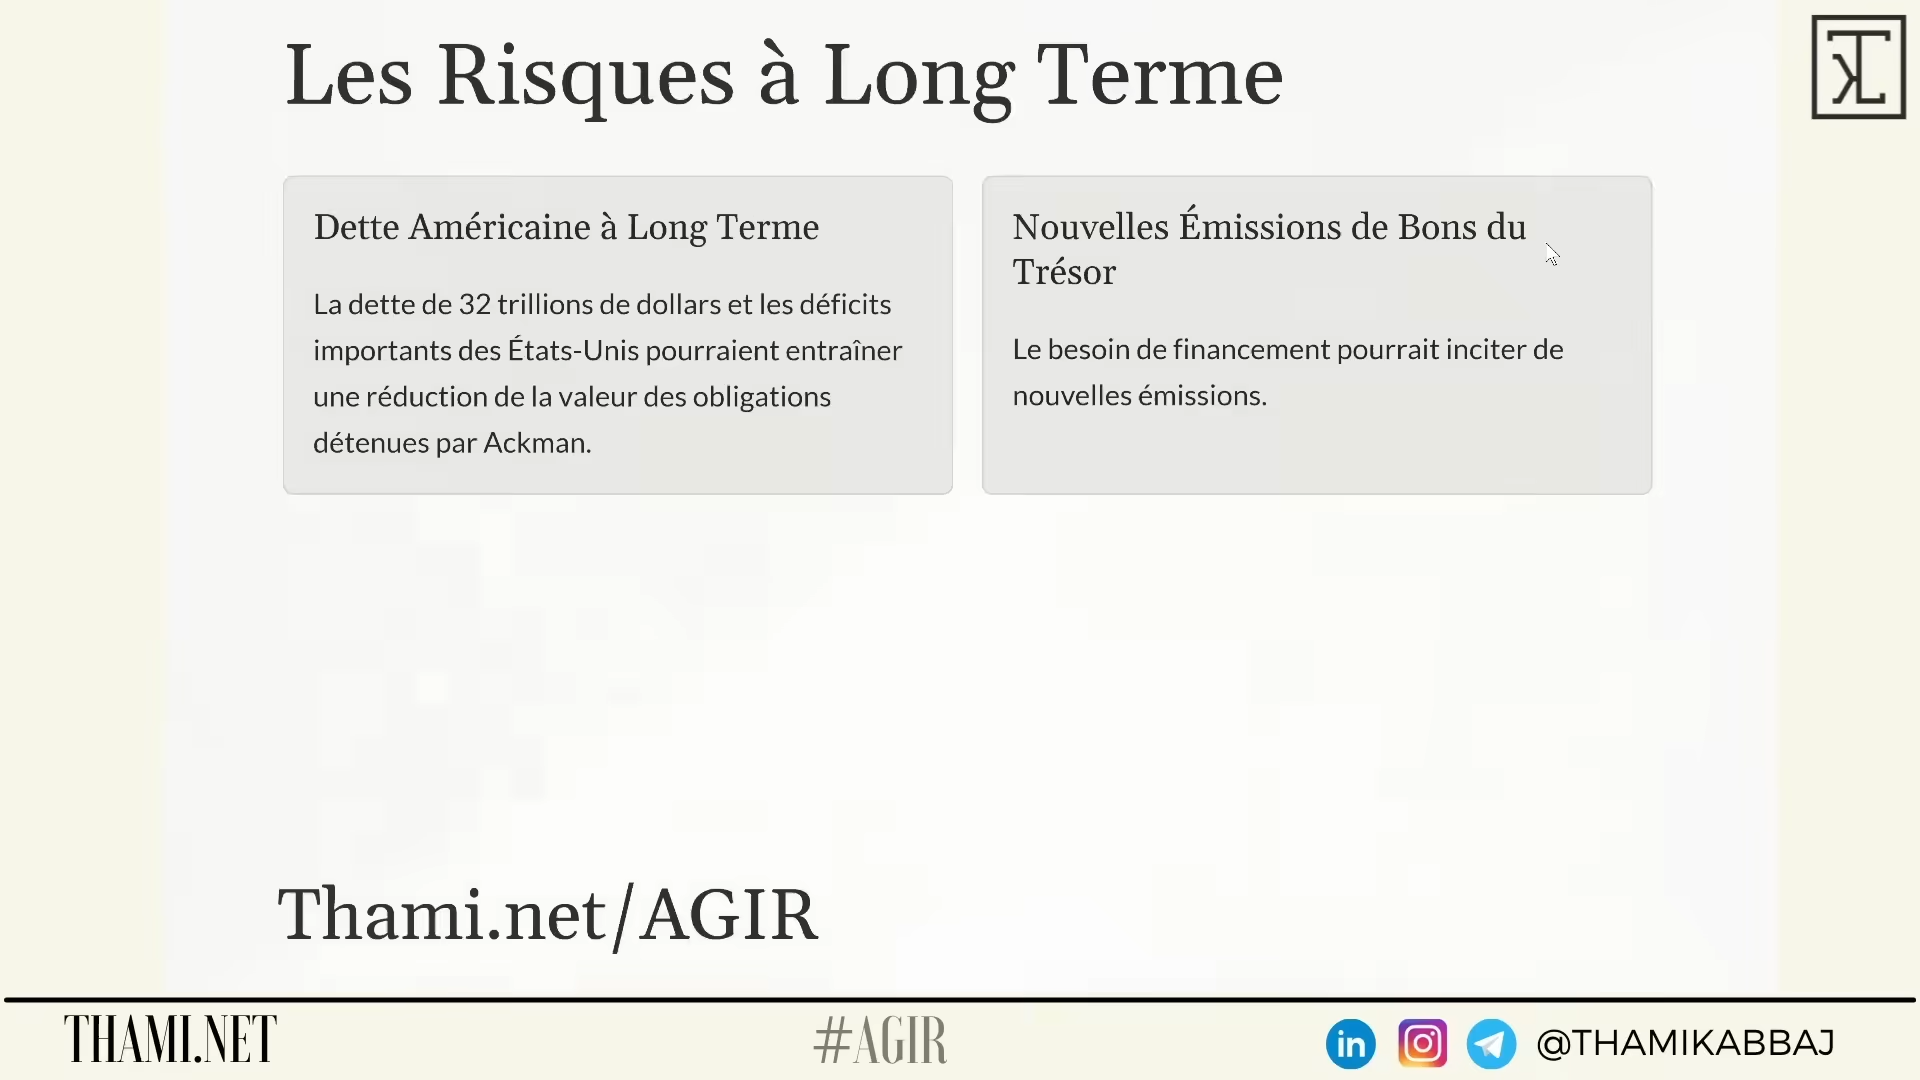 Les Risques à Long Terme
Dette Américaine à Long Terme
La dette de 32 trillions de dollars et les déficits
importants des États-Unis pourraient entraîner
une réduction de la valeur des obligations
détenues par Ackman.
Nouvelles Émissions de Bons du
Trésor
Le besoin de financement pourrait inciter de
nouvelles émissions.
Thami.net/AGIR
THAMI.NET
#AGIR
in
@THAMIKABBAJ